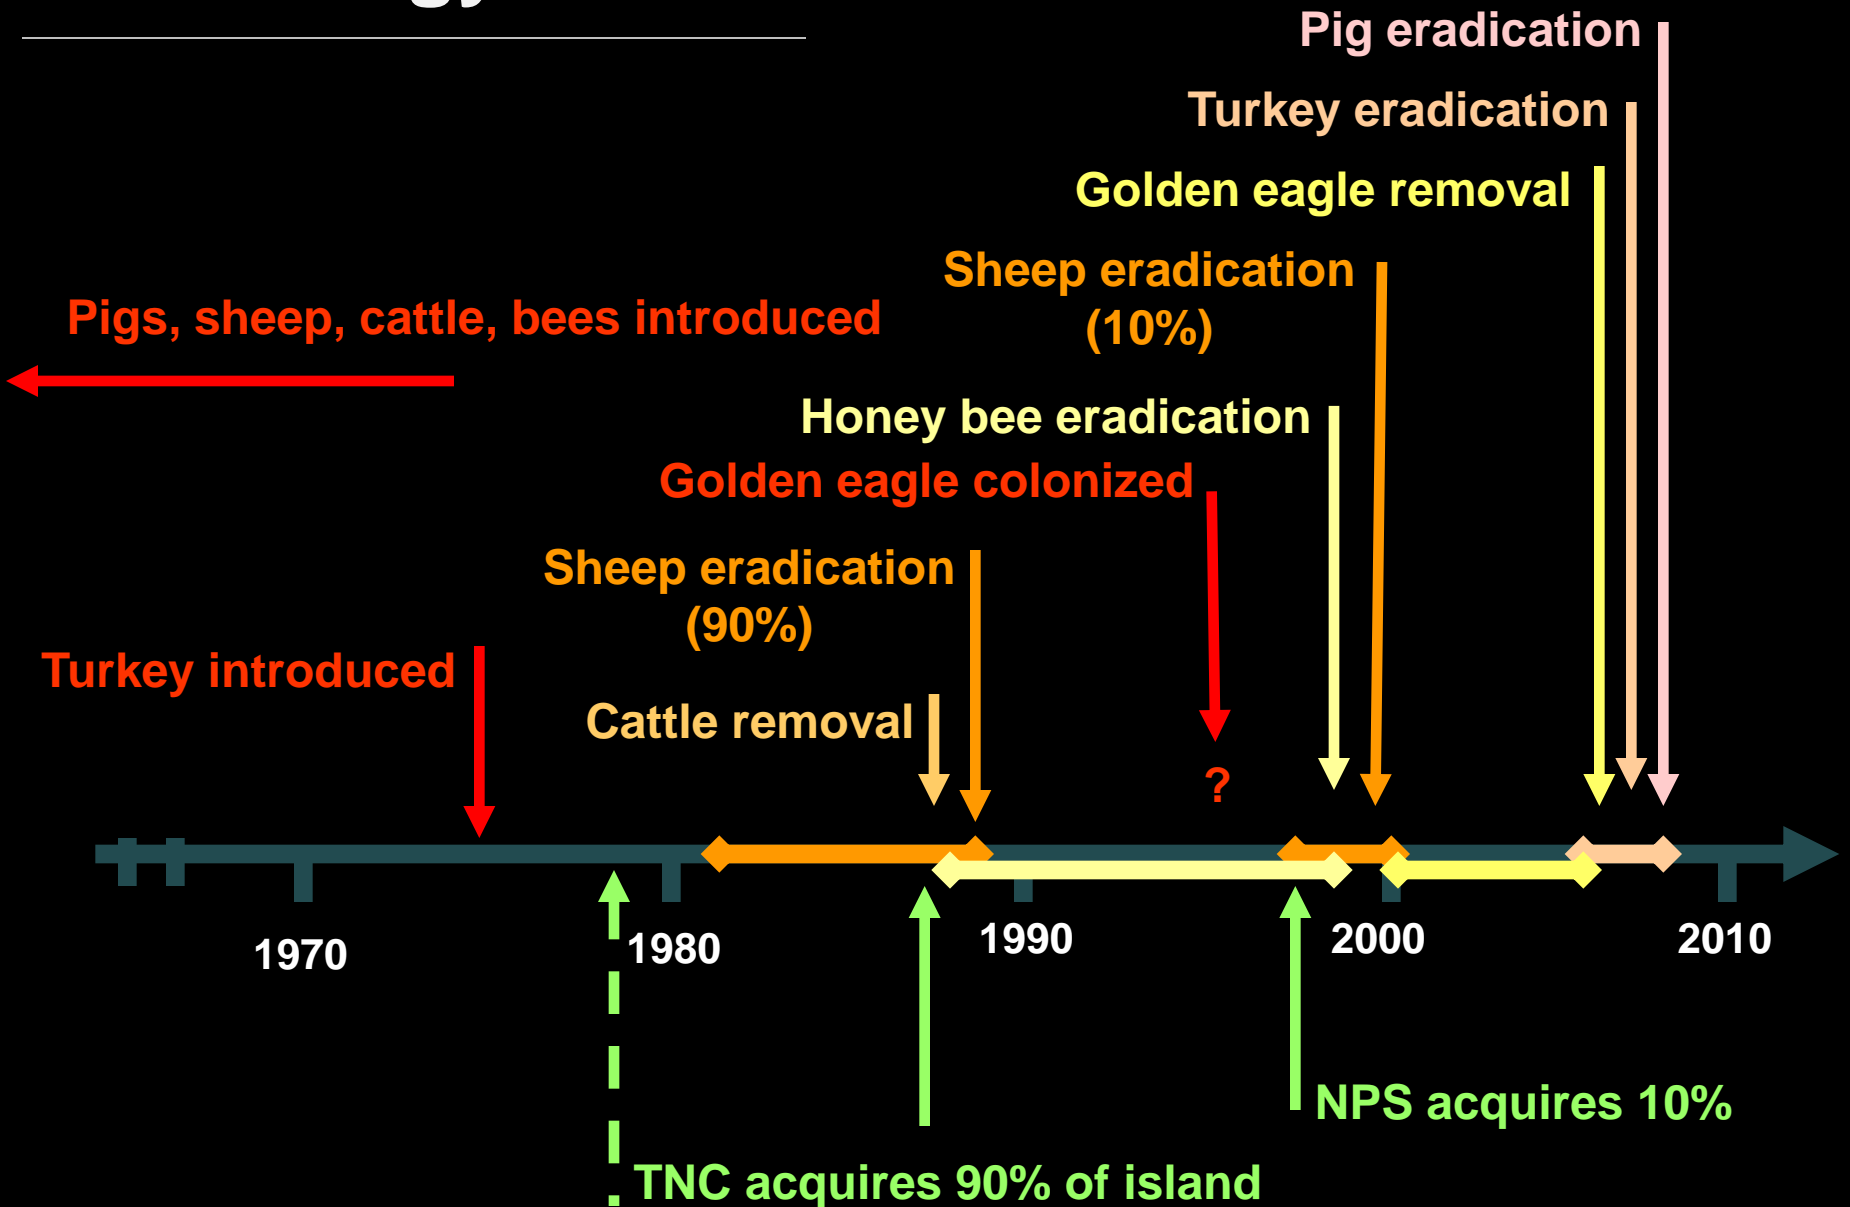 Pig eradication
Turkey eradication
Golden eagle removal
Sheep eradication
(10%)
Pigs, sheep, cattle, bees introduced
Honey bee eradication
Golden eagle colonized
Sheep eradication
(90%)
Turkey introduced
Cattle removal
?
1970
1980
1990
2000
2010
NPS acquires 10%
TNC acquires 90% of island